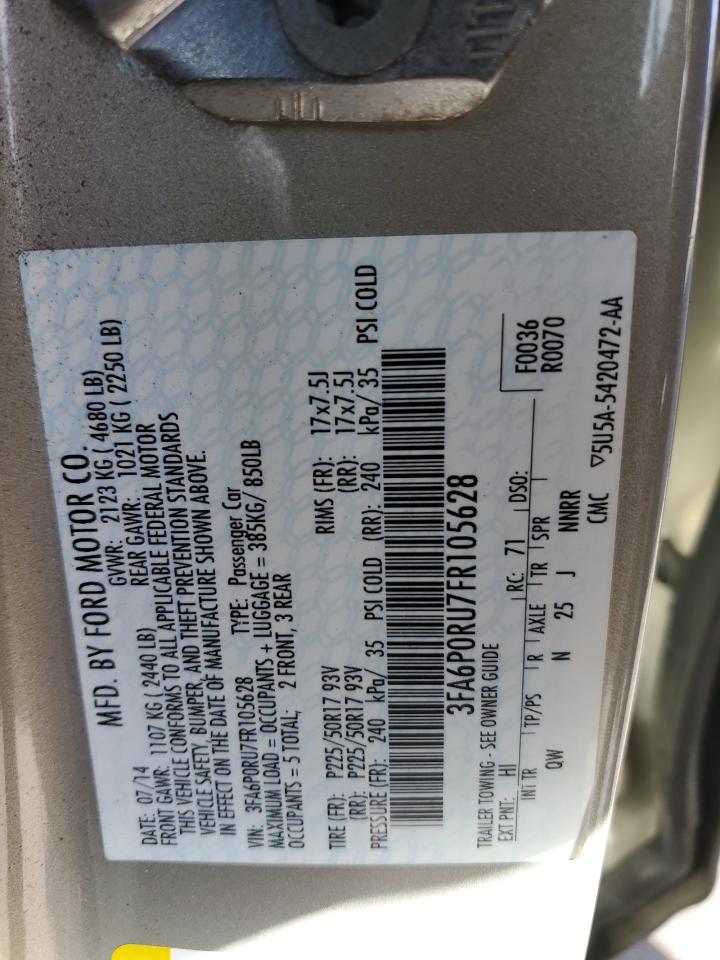 MFD. BY FORD MOTOR CO.
DATE: 07/14 GVWR: 2123 KG ( 4680 LB)
FRONT GAWR: 1107 KG ( 2440 LB) REAR GAWR: 1021 KG ( 2250 LB)
THIS VEHICLE CONFORMS TO ALL APPLICABLE FEDERAL MOTOR
VEHICLE SAFETY, BUMPER, AND THEFT PREVENTION STANDARDS
IN EFFECT ON THE DATE OF MANUFACTURE SHOWN ABOVE.
VIN: 3FA6P0RU7FR105628 TYPE: Passenger Car
MAXIMUM LOAD = OCCUPANTS + LUGGAGE = 385KG/ 850LB
OCCUPANTS = 5 TOTAL; 2 FRONT, 3 REAR
TIRE (FR): P225/50R17 93V RIMS (FR): 17x7.5J
(RR): P225/50R17 93V (RR): 17x7.5J
PRESSURE (FR): 240 kPa/ 35 PSI COLD (RR): 240 kPa/ 35 PSI COLD
3FA6P0RU7FR105628
TRAILER TOWING - SEE OWNER GUIDE
EXT PNT: HI RC: 71 DSO: F0036
R0070
INT TR TP/PS R AXLE TR SPR
QW N 25 J NNRR
CMC ▽5U5A-5420472-AA